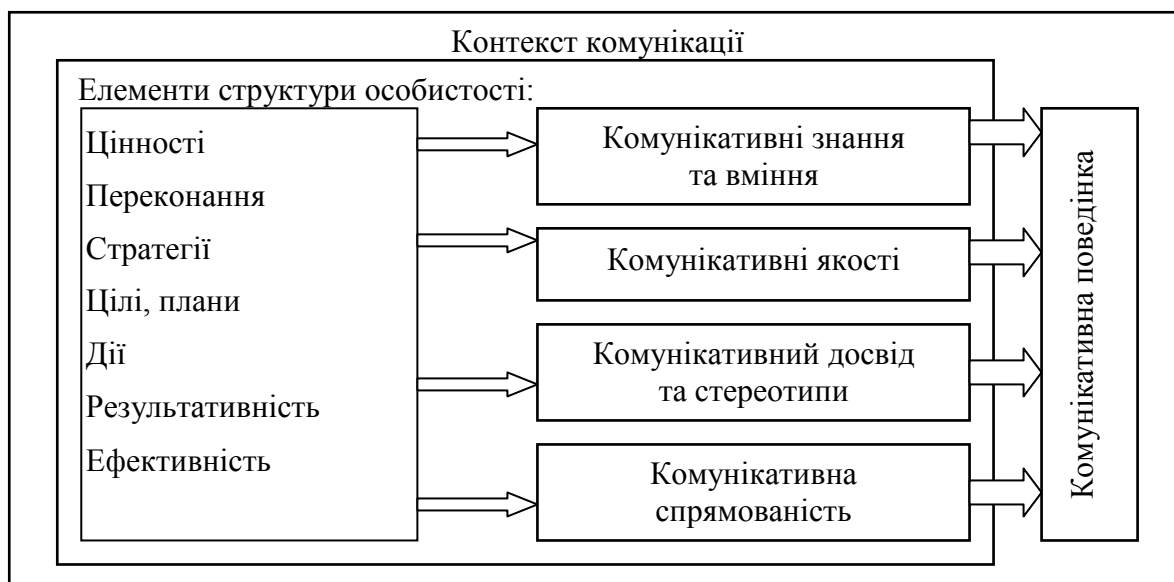 Контекст комунікації
Елементи структури особистості:
Цінності
Переконання
Стратегії
Цілі, плани
Дії
Результативність
Ефективність
Комунікативні знання
та вміння
Комунікативні якості
Комунікативний досвід
та стереотипи
Комунікативна
спрямованість
Комунікативна поведінка